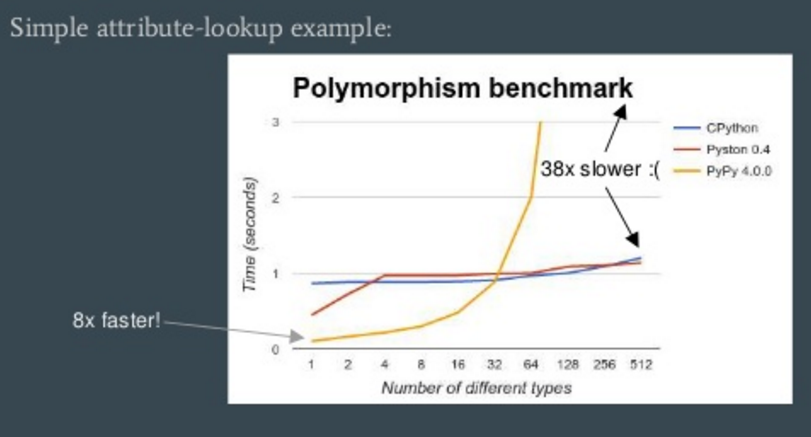 Simple attribute-lookup example:
Polymorphism benchmark
3
2
1
0
Time (seconds)
CPython
Pyston 0.4
PyPy 4.0.0
38x slower :(
8x faster!
1 2 4 8 16 32 64 128 256 512
Number of different types